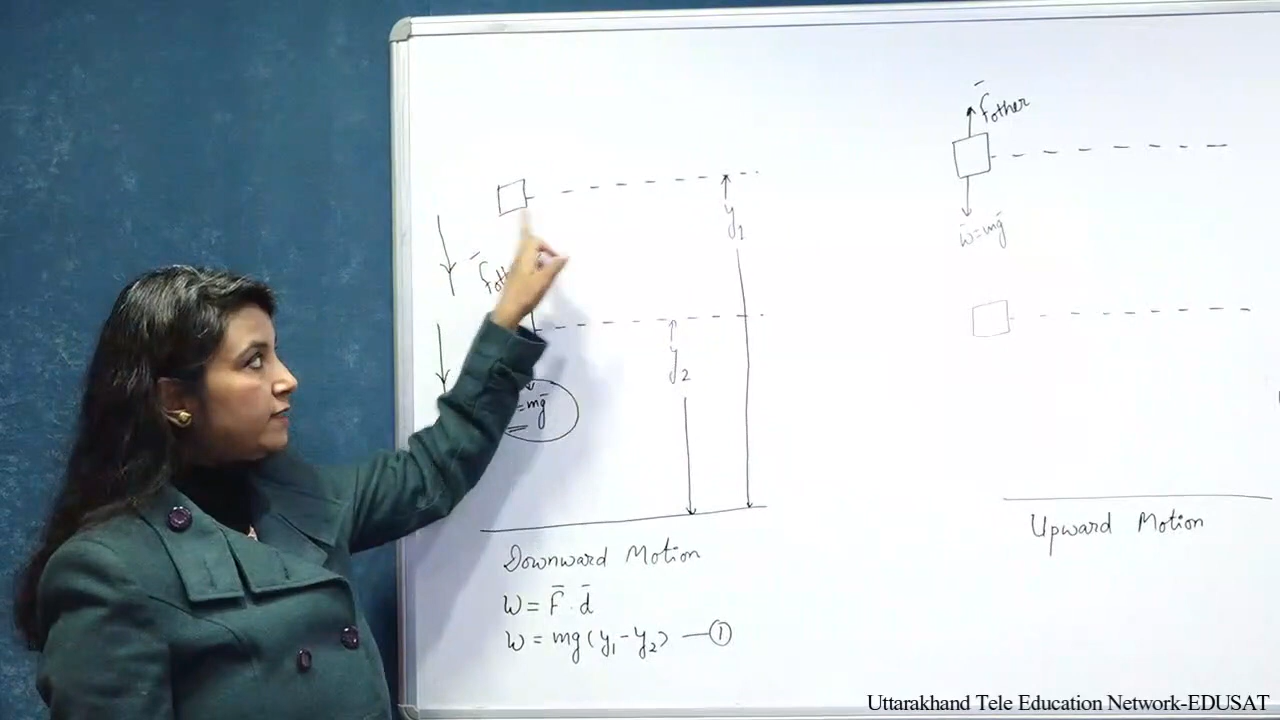 F̄other
y1
w̄=mḡ
F̄oth
y2
=mḡ
Downward Motion
W = F̄ . d̄
W = mg (y1 - y2) — ①
Upward Motion
Uttarakhand Tele Education Network-EDUSAT